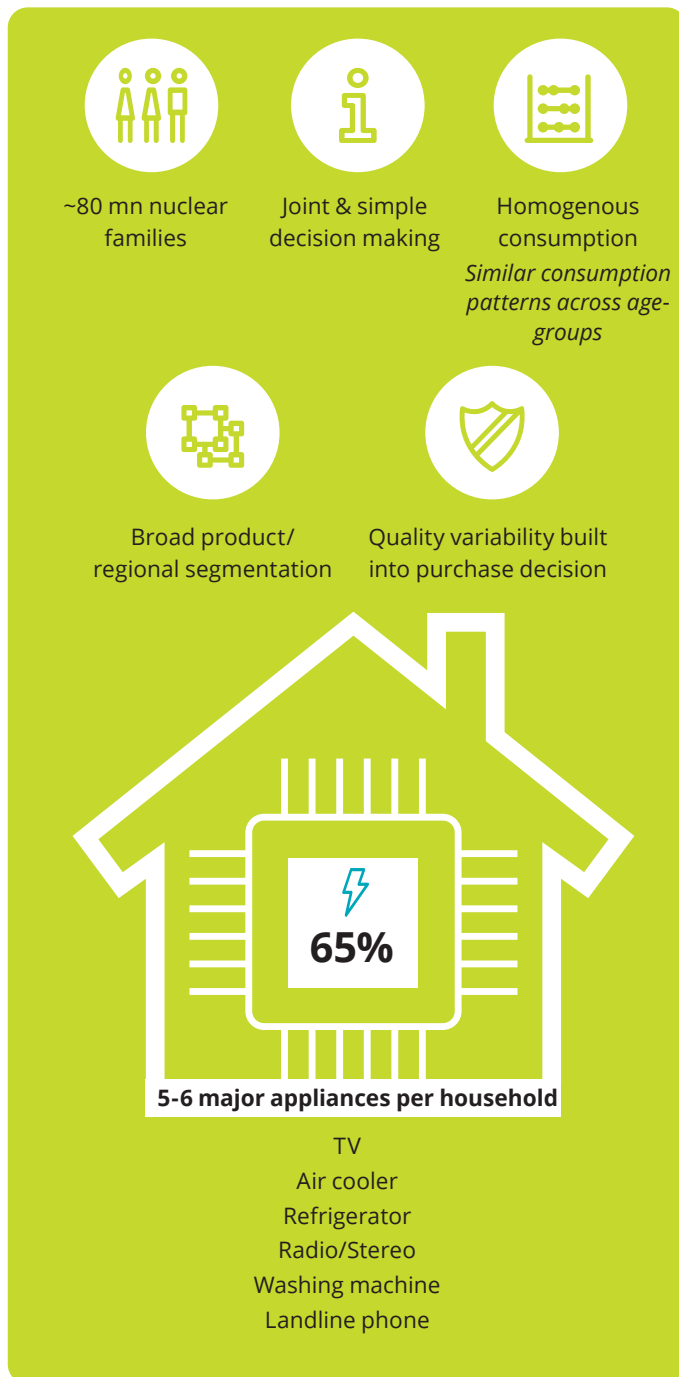 ~80 mn nuclear
families
Joint & simple
decision making
Homogenous
consumption
Similar consumption
patterns across age-
groups
Broad product/
regional segmentation
Quality variability built
into purchase decision
65%
5-6 major appliances per household
TV
Air cooler
Refrigerator
Radio/Stereo
Washing machine
Landline phone